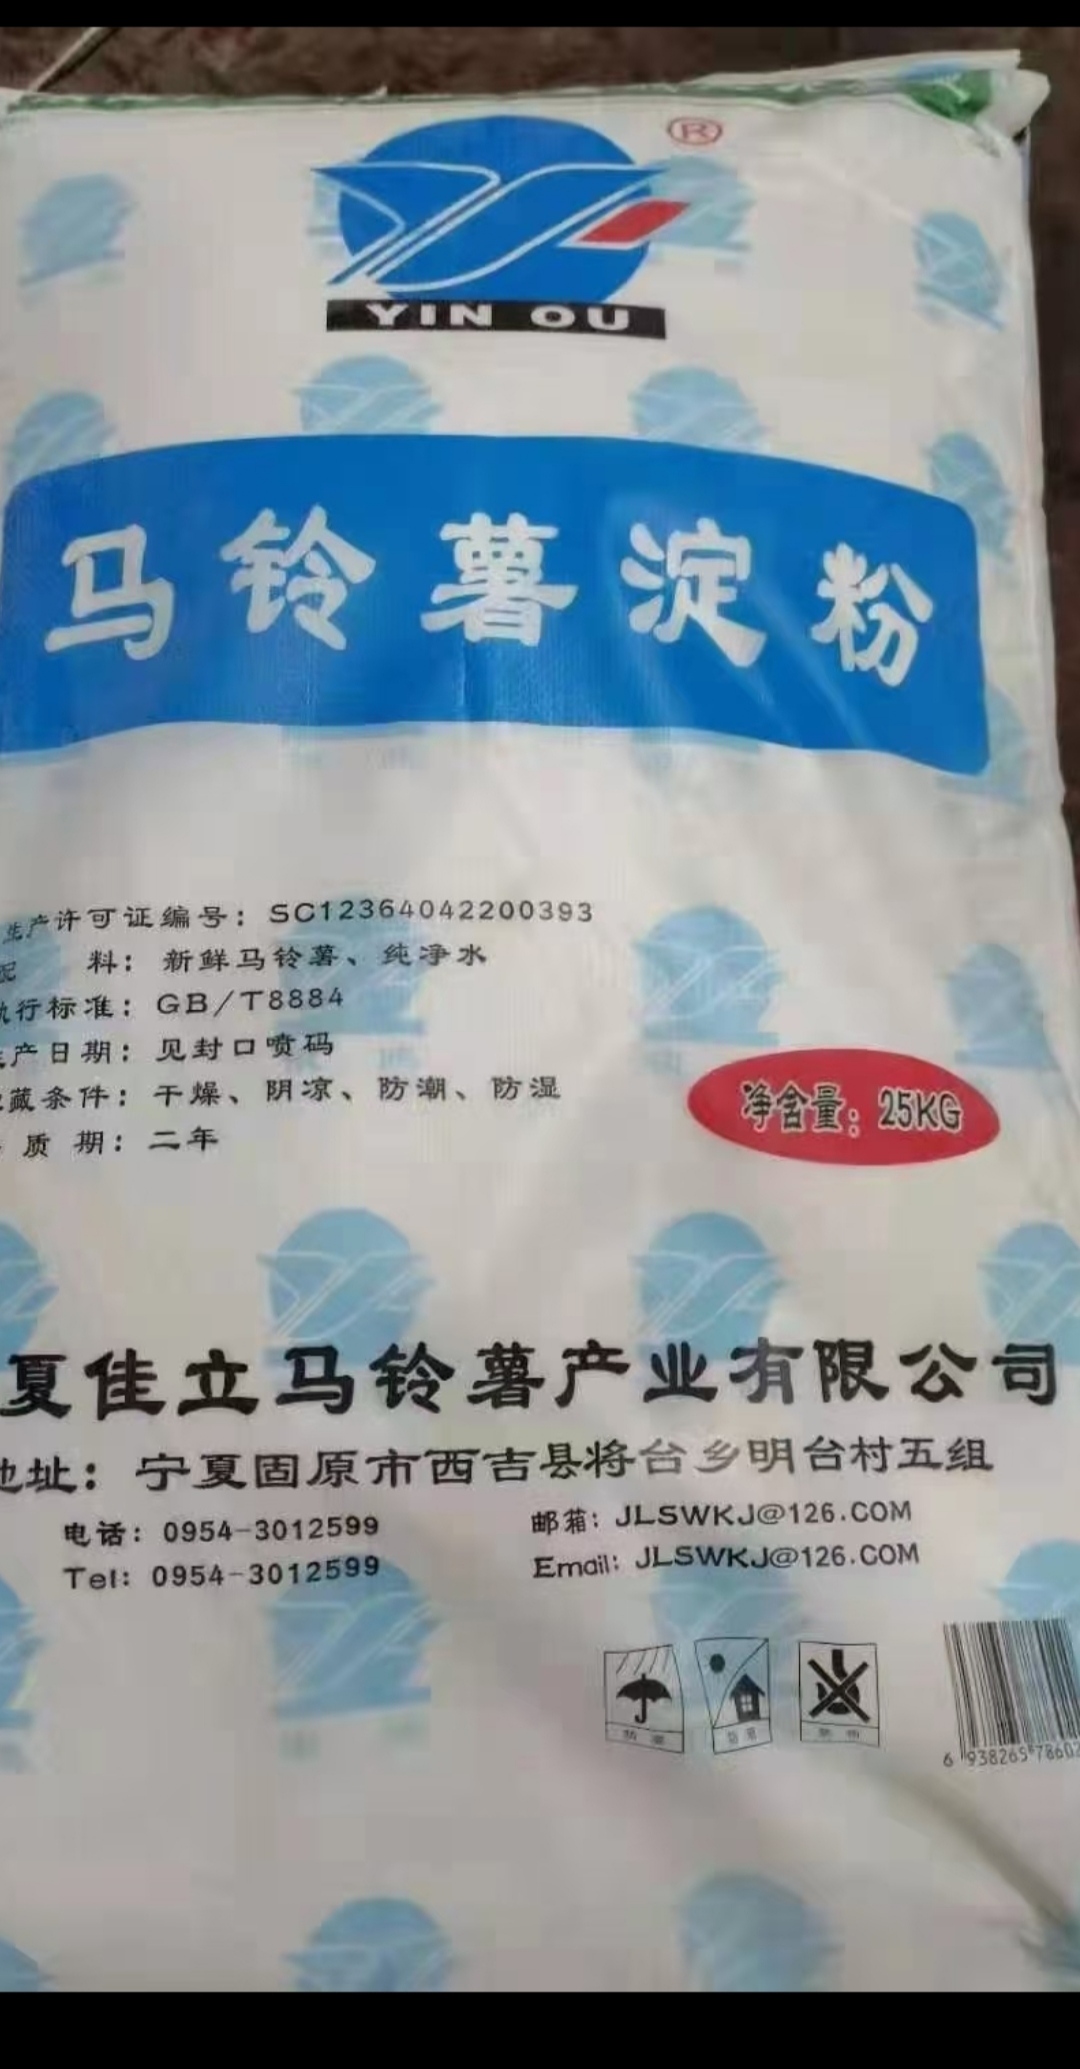 ®
YIN OU
马铃薯淀粉
生产许可证编号：SC12364042200393
配 料：新鲜马铃薯、纯净水
执行标准：GB/T8884
生产日期：见封口喷码
藏条件：干燥、阴凉、防潮、防湿
质期：二年
净含量：25KG
夏佳立马铃薯产业有限公司
地址：宁夏固原市西吉县将台乡明台村五组
电话：0954-3012599
邮箱：JLSWKJ@126.COM
Tel：0954-3012599
Email：JLSWKJ@126.COM
6 938265 78602